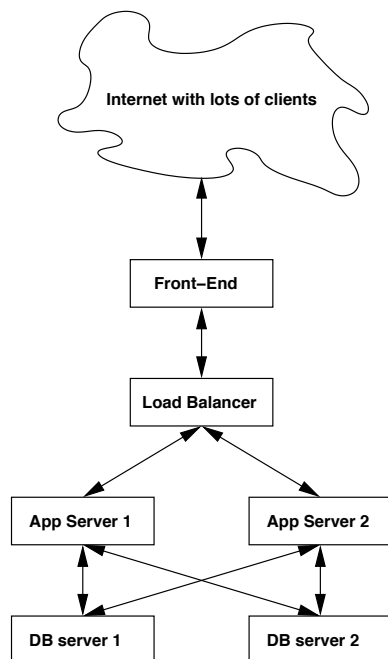 Internet with lots of clients
Front–End
Load Balancer
App Server 1
App Server 2
DB server 1
DB server 2